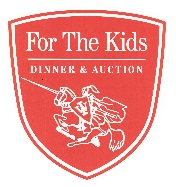 For The Kids
DINNER & AUCTION